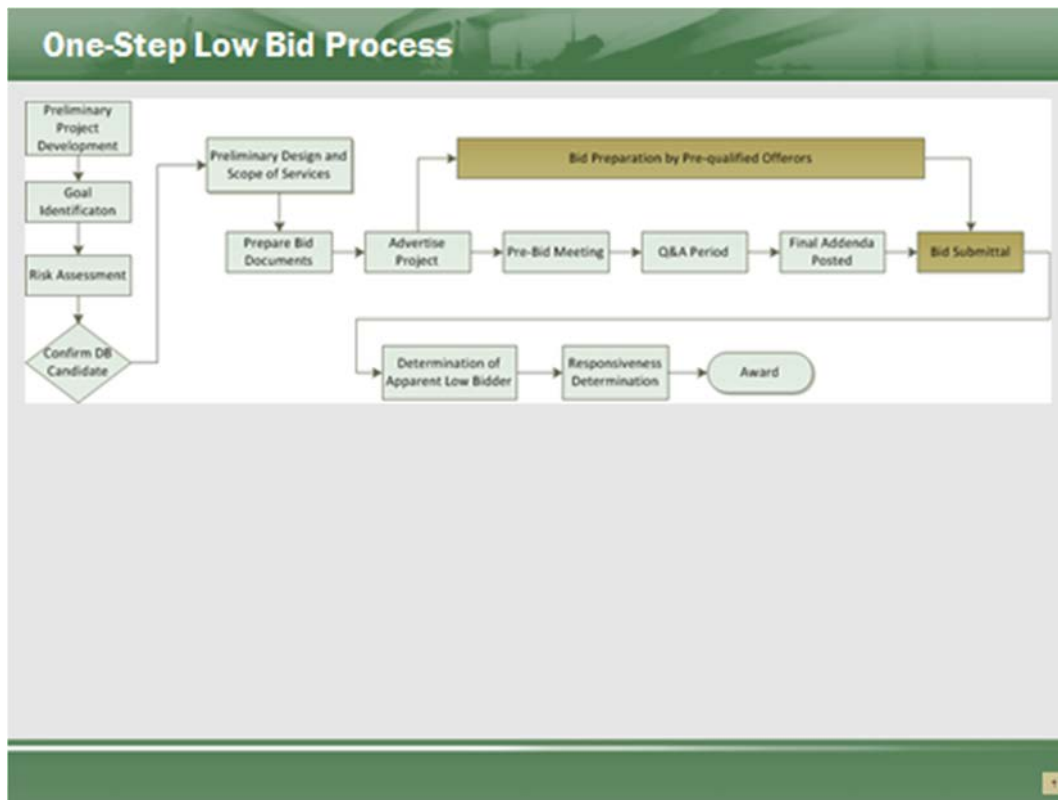 One-Step Low Bid Process
Preliminary
Project
Development
Goal
Identificaton
Risk Assessment
Confirm DB
Candidate
Preliminary Design and
Scope of Services
Prepare Bid
Documents
Advertise
Project
Bid Preparation by Pre-qualified Offerors
Pre-Bid Meeting
Q&A Period
Final Addenda
Posted
Bid Submittal
Determination of
Apparent Low Bidder
Responsiveness
Determination
Award